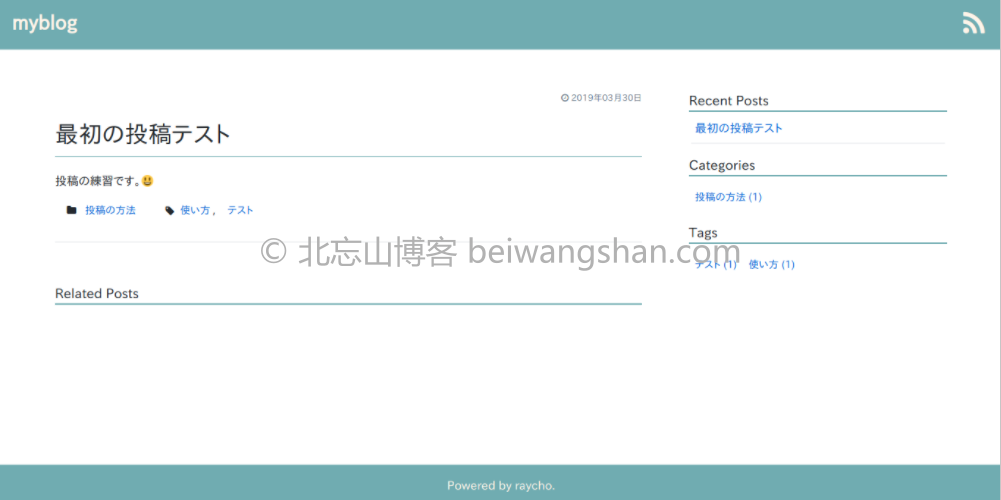 myblog
2019年03月30日
最初の投稿テスト
投稿の練習です。😃
投稿の方法 使い方, テスト
Related Posts
Recent Posts
最初の投稿テスト
Categories
投稿の方法 (1)
Tags
テスト (1) 使い方 (1)
© 北忘山博客 beiwangshan.com
Powered by raycho.